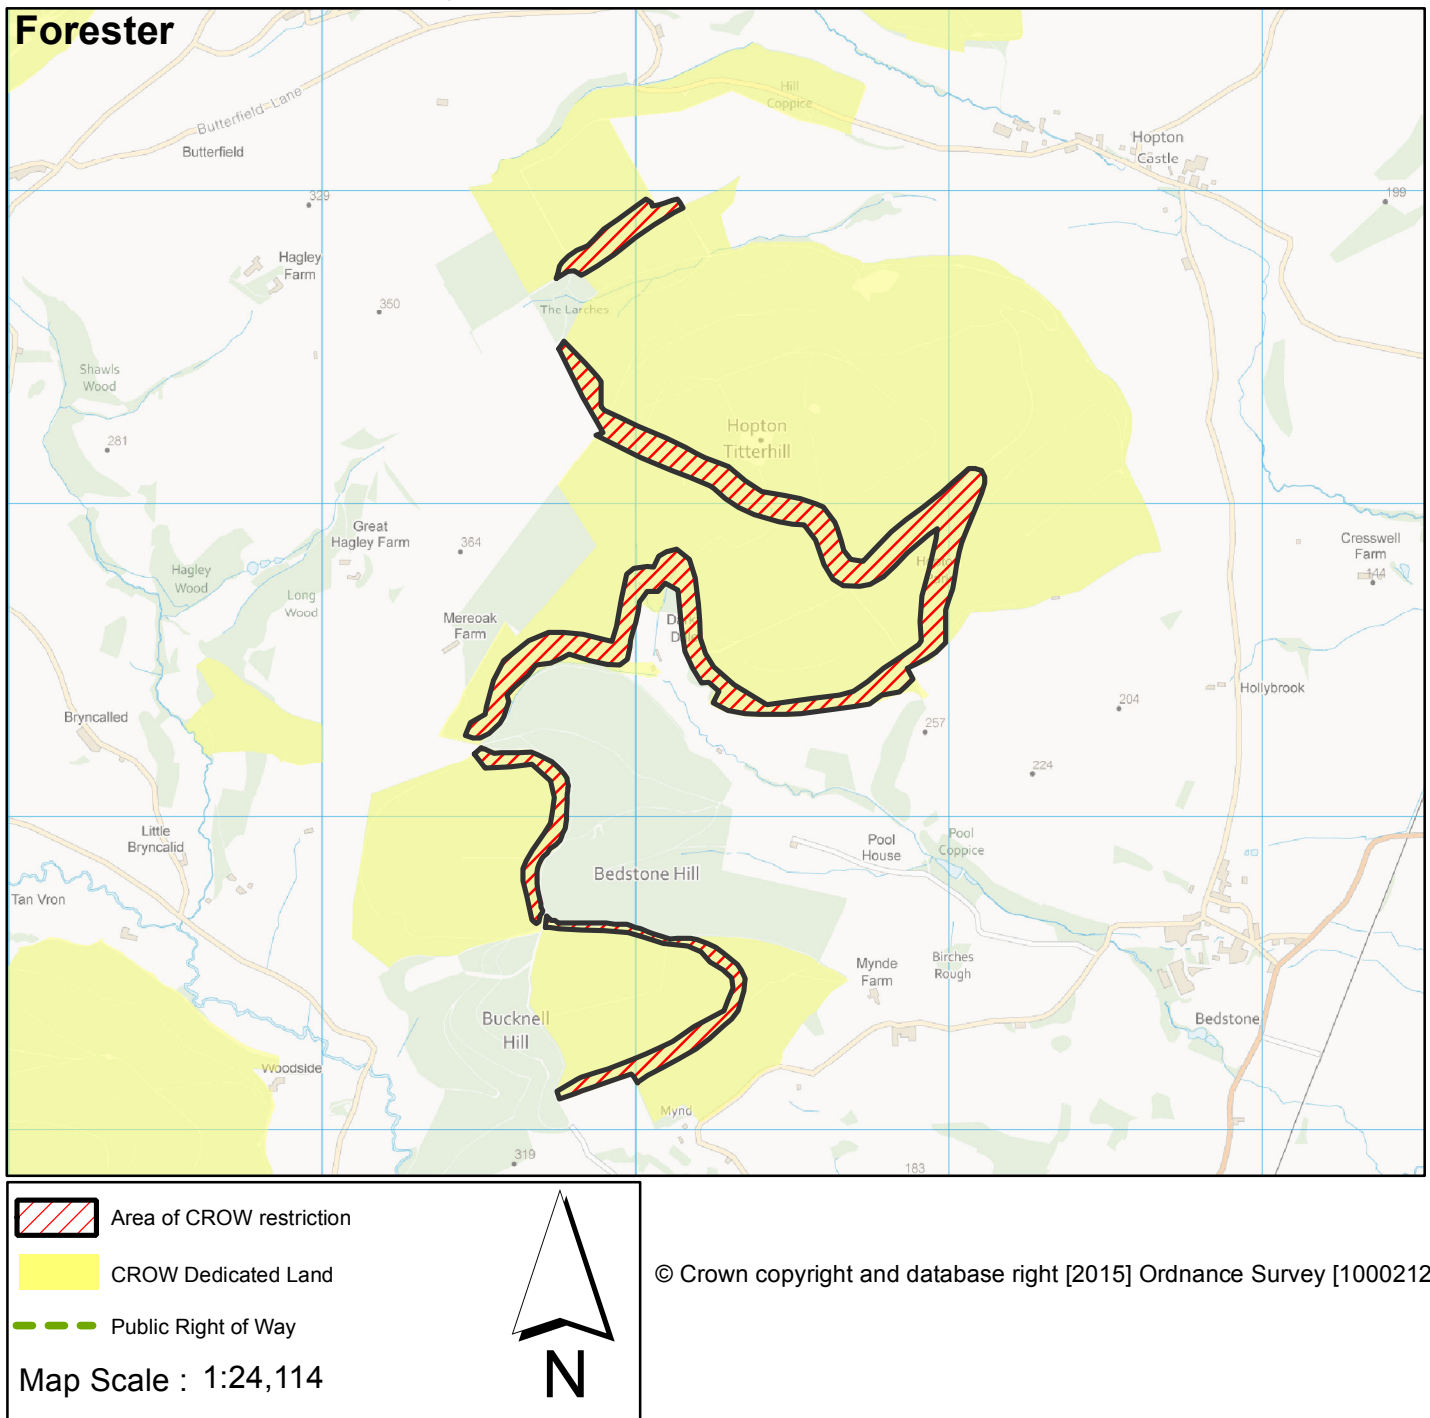 Forester
Hill
Coppice
Butterfield Lane
Butterfield
Hopton
Castle
329
199
Hagley
Farm
350
The Larches
Shawls
Wood
281
Hopton
Titterhill
Great
Hagley Farm
364
Cresswell
Farm
144
Hagley
Wood
Long
Wood
Mereoak
Farm
Dark
Dale
Hollybrook
Bryncalled
204
257
224
Little
Bryncalid
Pool
House
Pool
Coppice
Bedstone Hill
Tan Vron
Mynde
Farm
Birches
Rough
Bucknell
Hill
Bedstone
Woodside
Mynd
319
183
Area of CROW restriction
CROW Dedicated Land
Public Right of Way
Map Scale : 1:24,114
N
© Crown copyright and database right [2015] Ordnance Survey [1000212